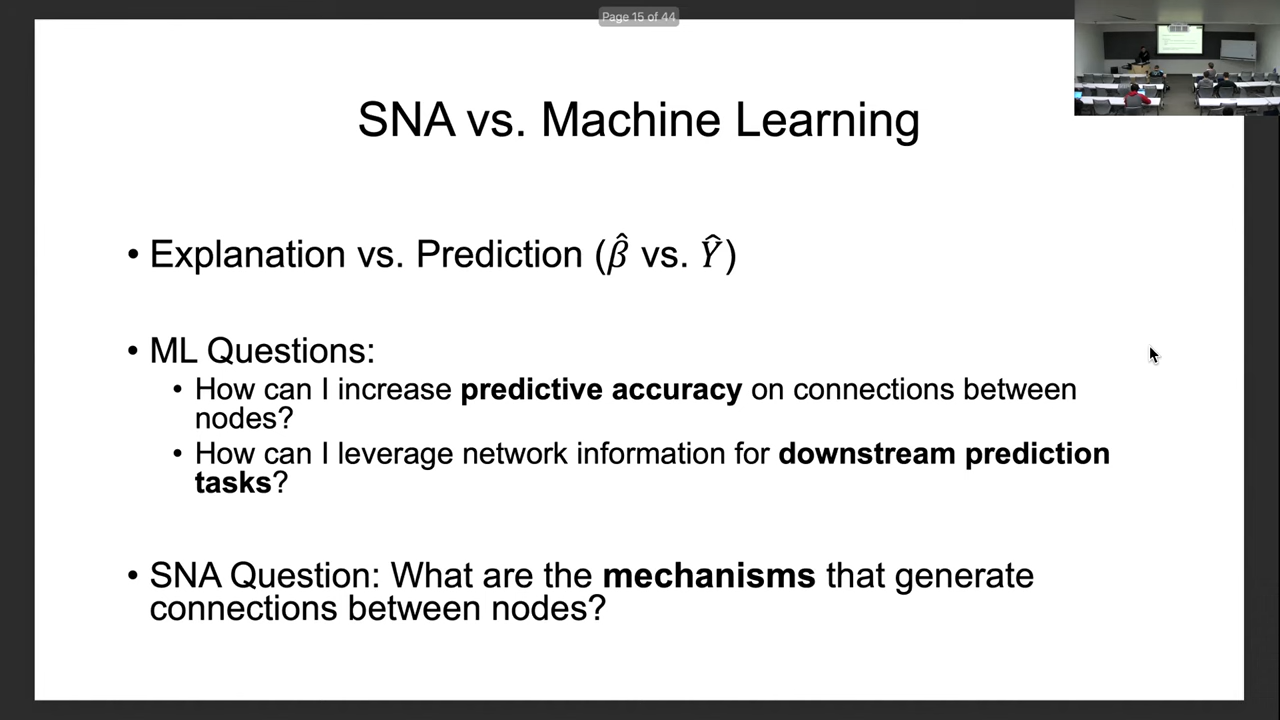 Page 15 of 44
SNA vs. Machine Learning
• Explanation vs. Prediction (β̂ vs. Ŷ)
• ML Questions:
• How can I increase predictive accuracy on connections between
nodes?
• How can I leverage network information for downstream prediction
tasks?
• SNA Question: What are the mechanisms that generate
connections between nodes?